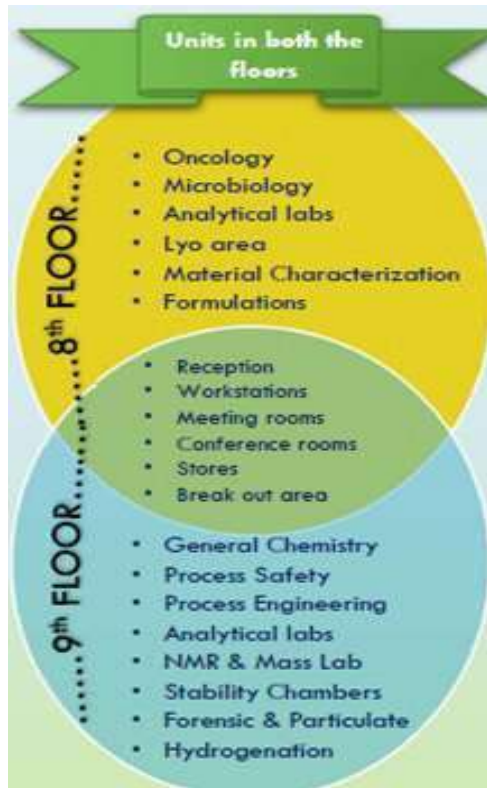 Units in both the
floors
8th FLOOR
• Oncology
• Microbiology
• Analytical labs
• Lyo area
• Material Characterization
• Formulations
• Reception
• Workstations
• Meeting rooms
• Conference rooms
• Stores
• Break out area
9th FLOOR
• General Chemistry
• Process Safety
• Process Engineering
• Analytical labs
• NMR & Mass Lab
• Stability Chambers
• Forensic & Particulate
• Hydrogenation